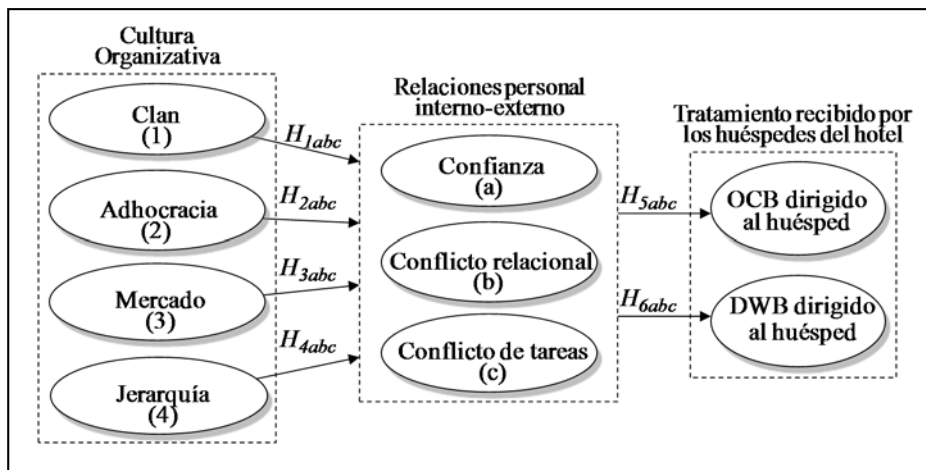 Cultura
Organizativa
Clan
(1)
Adhocracia
(2)
Mercado
(3)
Jerarquía
(4)
H1abc
H2abc
H3abc
H4abc
Relaciones personal
interno-externo
Confianza
(a)
Conflicto relacional
(b)
Conflicto de tareas
(c)
H5abc
H6abc
Tratamiento recibido por
los huéspedes del hotel
OCB dirigido
al huésped
DWB dirigido
al huésped